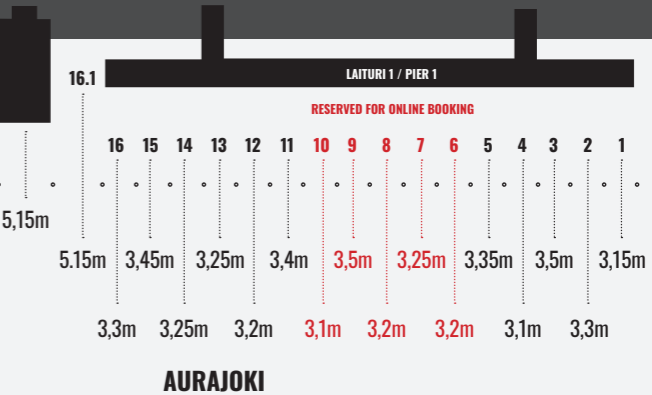 LAITURI 1 / PIER 1
16.1
RESERVED FOR ONLINE BOOKING
16 15 14 13 12 11 10 9 8 7 6 5 4 3 2 1
5,15m
5.15m 3,45m 3,25m 3,4m 3,5m 3,25m 3,35m 3,5m 3,15m
3,3m 3,25m 3,2m 3,1m 3,2m 3,2m 3,1m 3,3m
AURAJOKI